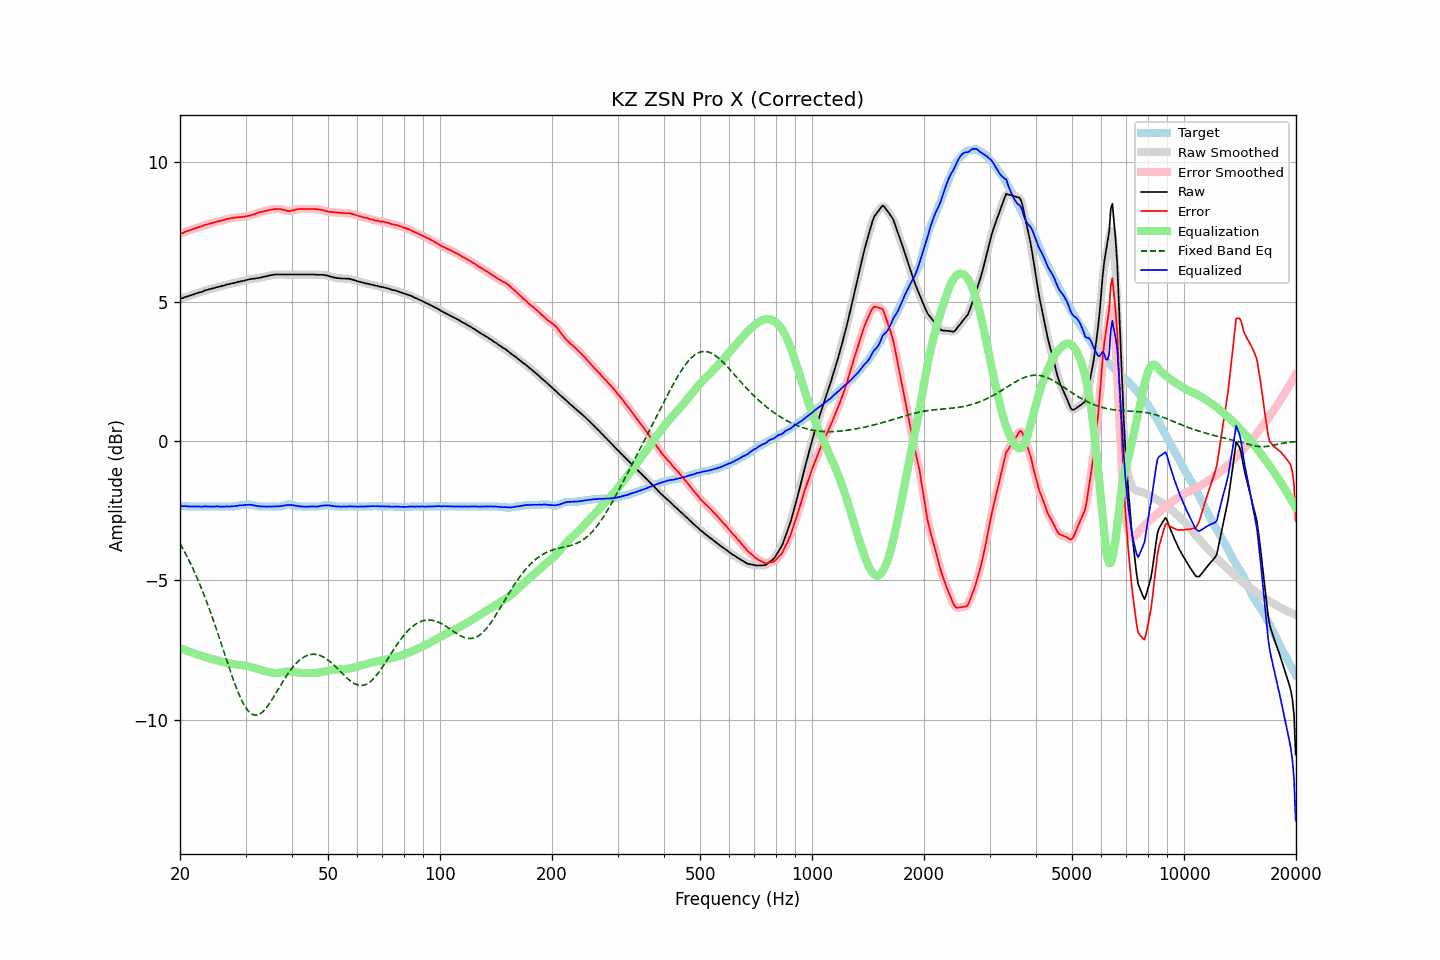 KZ ZSN Pro X (Corrected)
Target
Raw Smoothed
Error Smoothed
Raw
Error
Equalization
Fixed Band Eq
Equalized
10
5
0
−5
−10
Amplitude (dBr)
20 50 100 200 500 1000 2000 5000 10000 20000
Frequency (Hz)